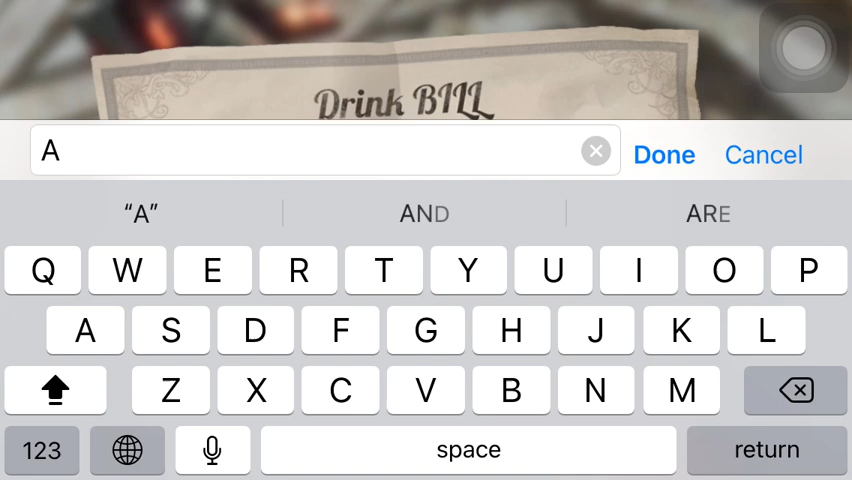 Drink BILL
A
Done Cancel
“A” AND ARE
Q W E R T Y U I O P
A S D F G H J K L
Z X C V B N M
123 space return